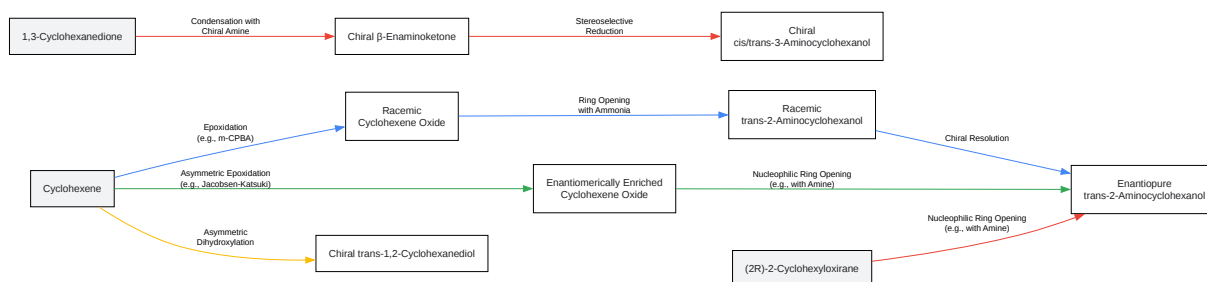 1,3-Cyclohexanedione
Condensation with
Chiral Amine
Chiral β-Enaminoketone
Stereoselective
Reduction
Chiral
cis/trans-3-Aminocyclohexanol
Epoxidation
(e.g., m-CPBA)
Racemic
Cyclohexene Oxide
Ring Opening
with Ammonia
Racemic
trans-2-Aminocyclohexanol
Chiral Resolution
Cyclohexene
Asymmetric Epoxidation
(e.g., Jacobsen-Katsuki)
Enantiomerically Enriched
Cyclohexene Oxide
Nucleophilic Ring Opening
(e.g., with Amine)
Enantiopure
trans-2-Aminocyclohexanol
Asymmetric
Dihydroxylation
Chiral trans-1,2-Cyclohexanediol
(2R)-2-Cyclohexyloxirane
Nucleophilic Ring Opening
(e.g., with Amine)